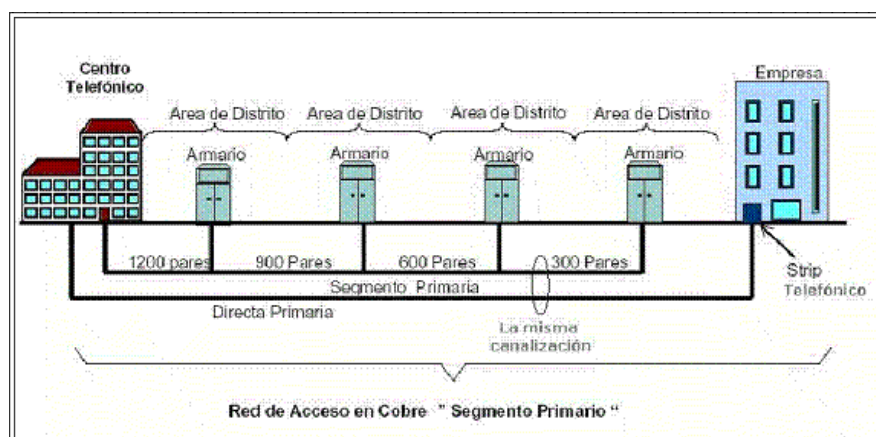 Centro
Telefónico
Empresa
Area de Distrito Area de Distrito Area de Distrito Area de Distrito
Armario Armario Armario Armario
1200 pares 900 Pares 600 Pares 300 Pares
Segmento Primaria
Directa Primaria
Strip
Telefónico
La misma
canalización
Red de Acceso en Cobre " Segmento Primario "